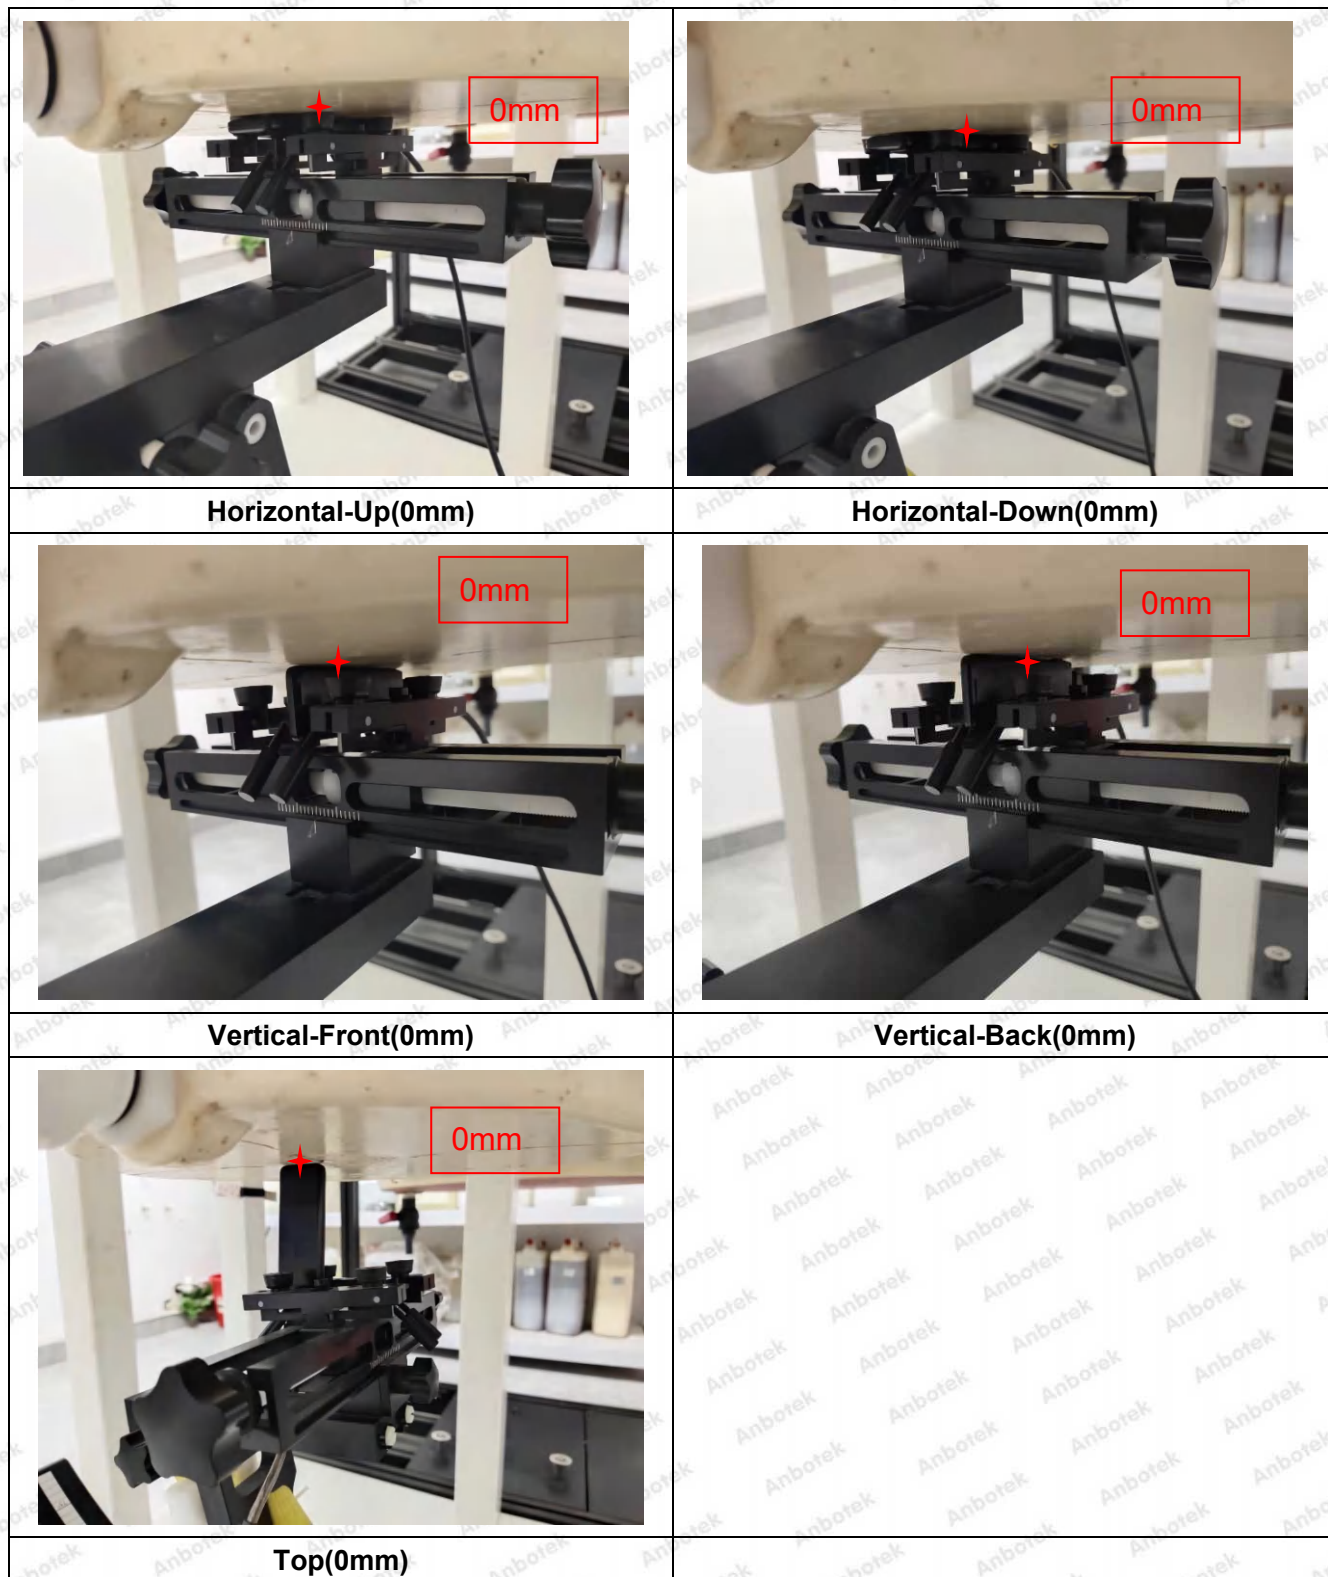 0mm
0mm
Horizontal-Up(0mm)
Horizontal-Down(0mm)
0mm
0mm
Vertical-Front(0mm)
Vertical-Back(0mm)
0mm
Top(0mm)
Anbotek